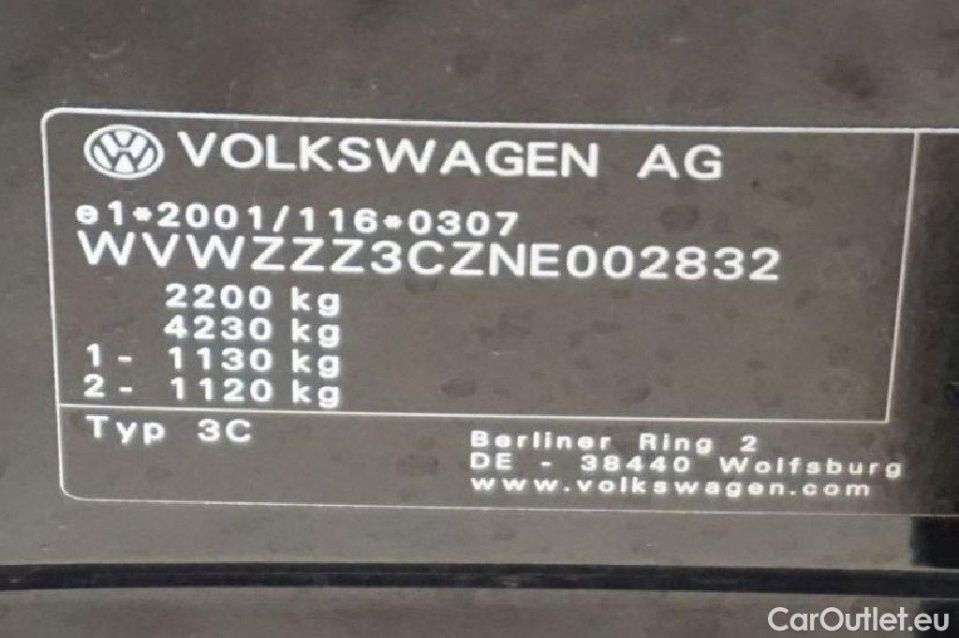 VOLKSWAGEN AG
e1*2001/116*0307
WVWZZZ3CZNE002832
2200 kg
4230 kg
1 - 1130 kg
2 - 1120 kg
Typ 3C
Berliner Ring 2
DE - 38440 Wolfsburg
www.volkswagen.com
CarOutlet.eu